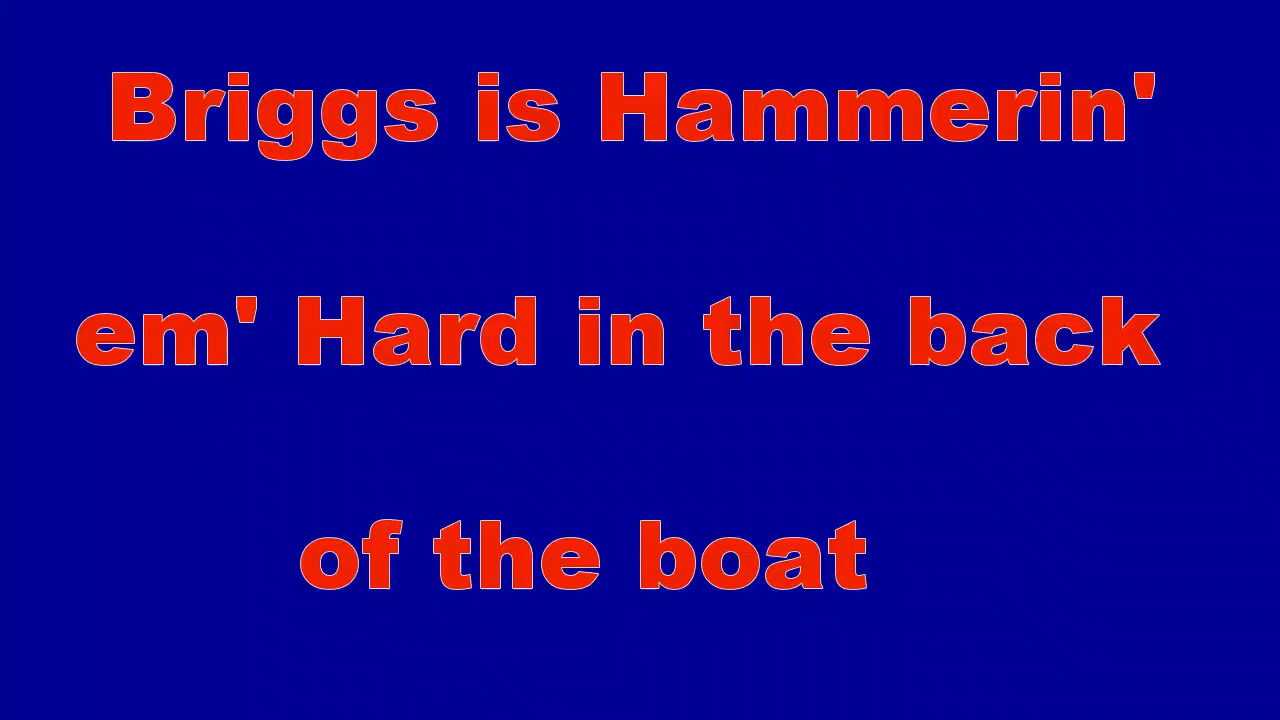 Briggs is Hammerin'
em' Hard in the back
of the boat